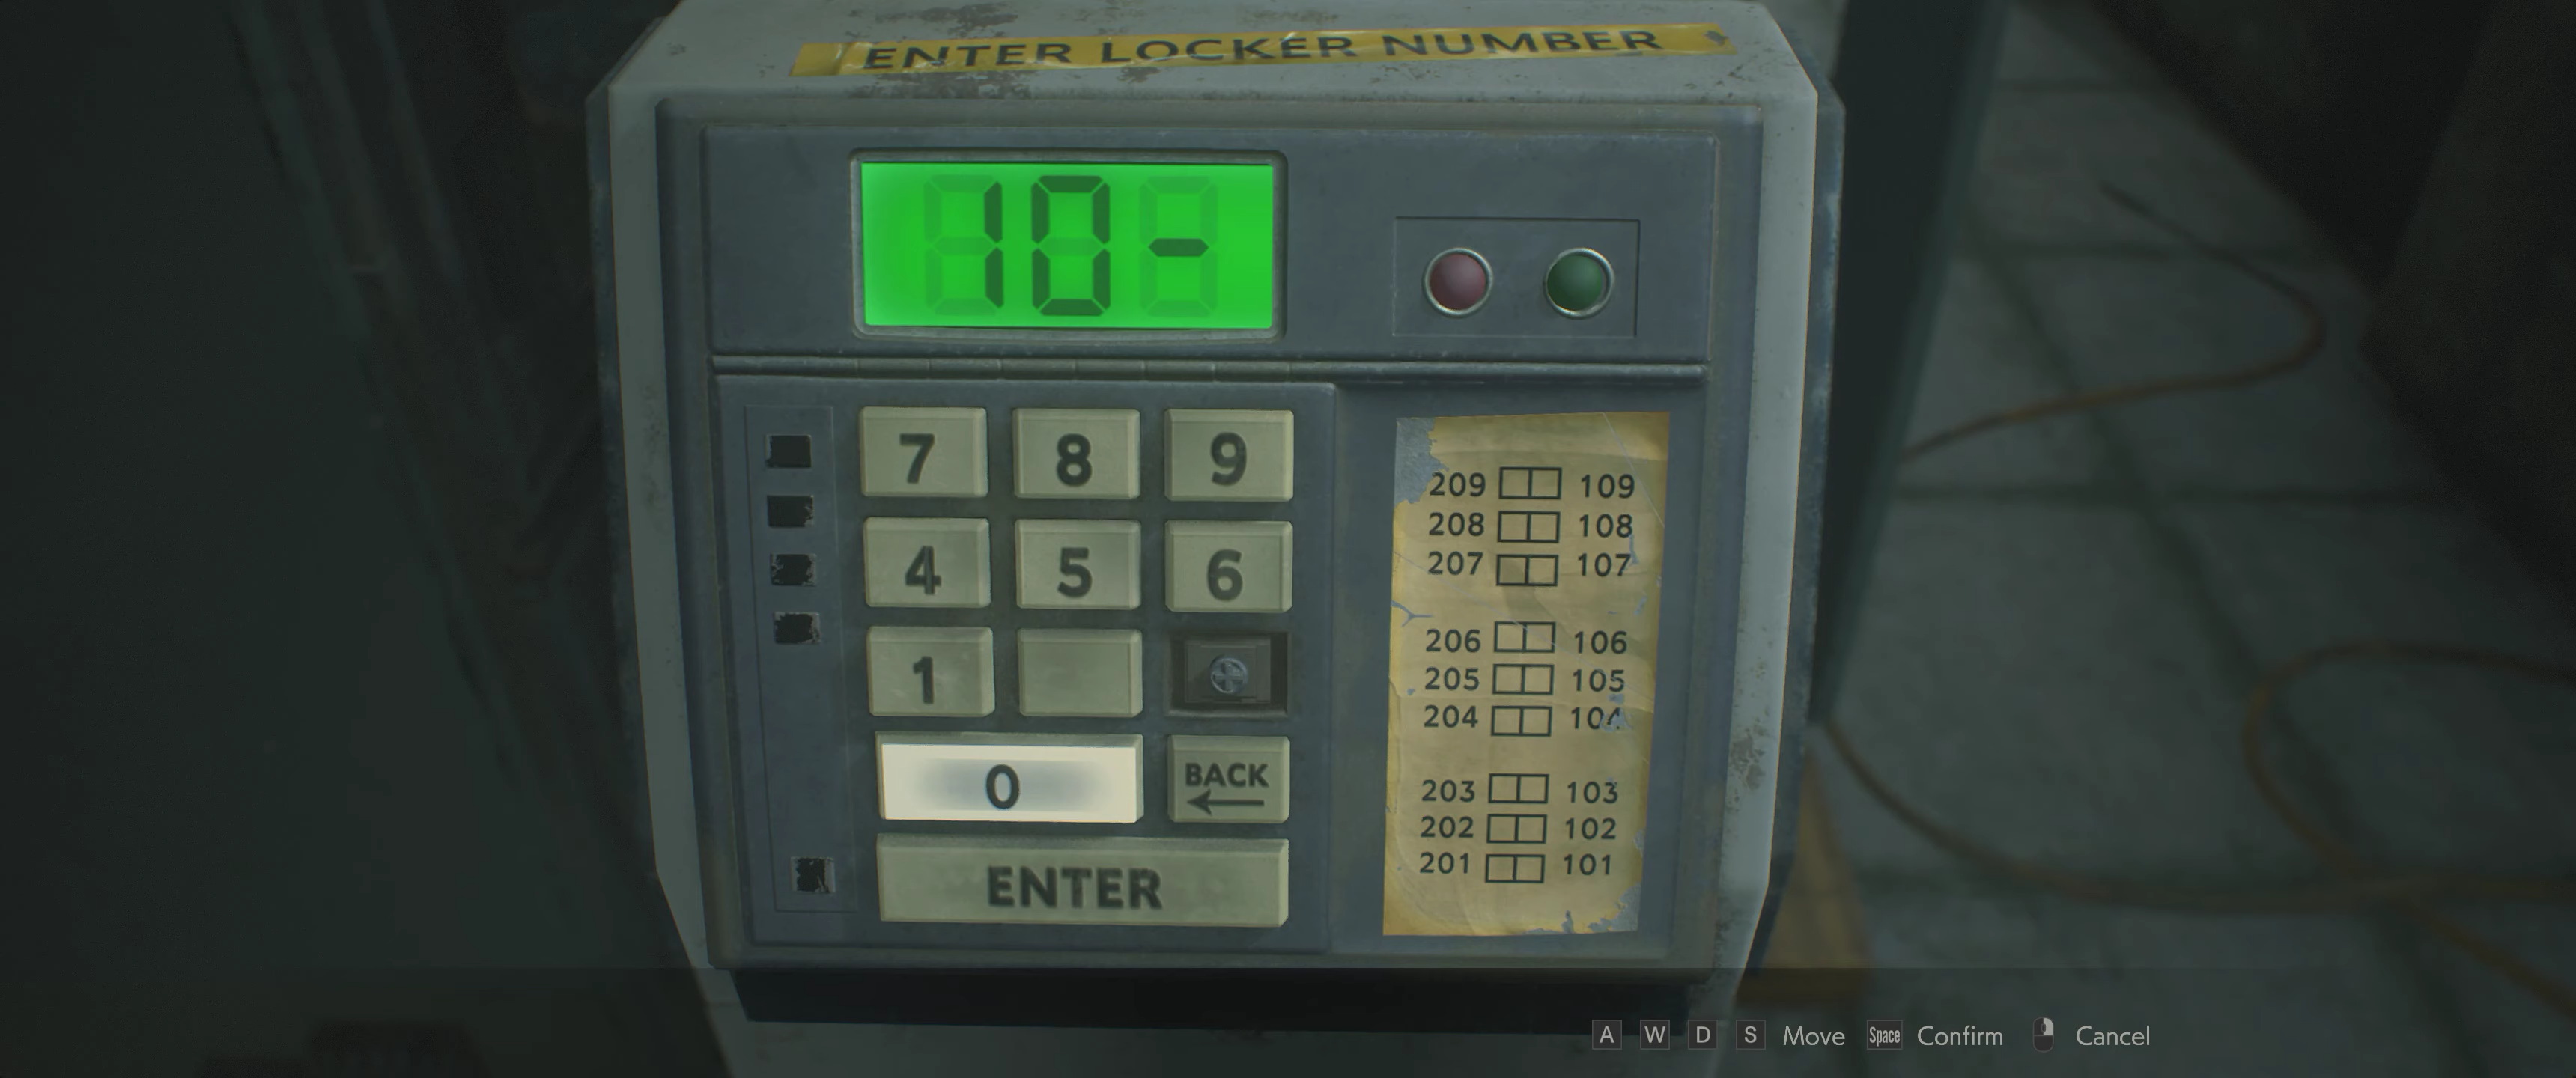 ENTER LOCKER NUMBER
10-
7 8 9
4 5 6
1
0 BACK
ENTER
209 109
208 108
207 107
206 106
205 105
204 104
203 103
202 102
201 101
A W D S Move Space Confirm Cancel